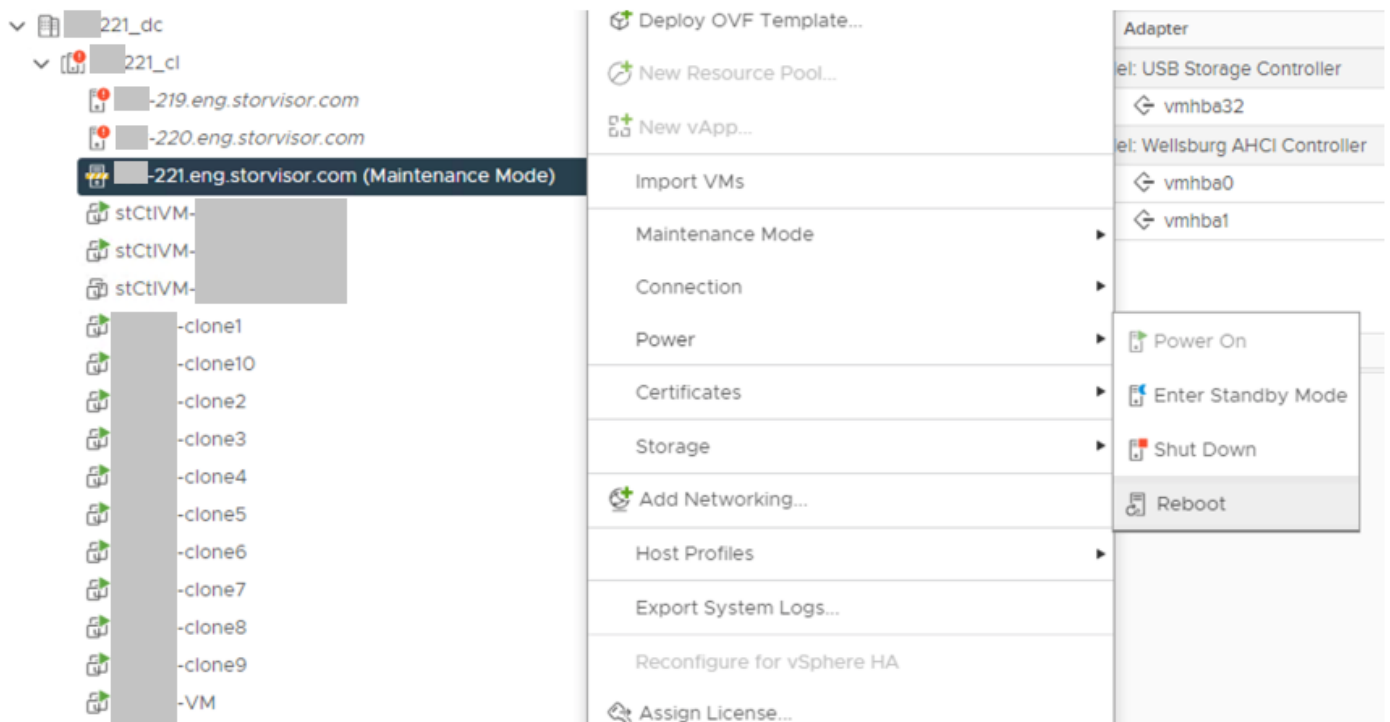 221_dc
221_cl
-219.eng.storvisor.com
-220.eng.storvisor.com
-221.eng.storvisor.com (Maintenance Mode)
stCtlVM-
stCtlVM-
stCtlVM-
-clone1
-clone10
-clone2
-clone3
-clone4
-clone5
-clone6
-clone7
-clone8
-clone9
-VM
Deploy OVF Template...
New Resource Pool...
New vApp...
Import VMs
Maintenance Mode
Connection
Power
Certificates
Storage
Add Networking...
Host Profiles
Export System Logs...
Reconfigure for vSphere HA
Assign License...
Adapter
el: USB Storage Controller
vmhba32
el: Wellsburg AHCI Controller
vmhba0
vmhba1
Power On
Enter Standby Mode
Shut Down
Reboot